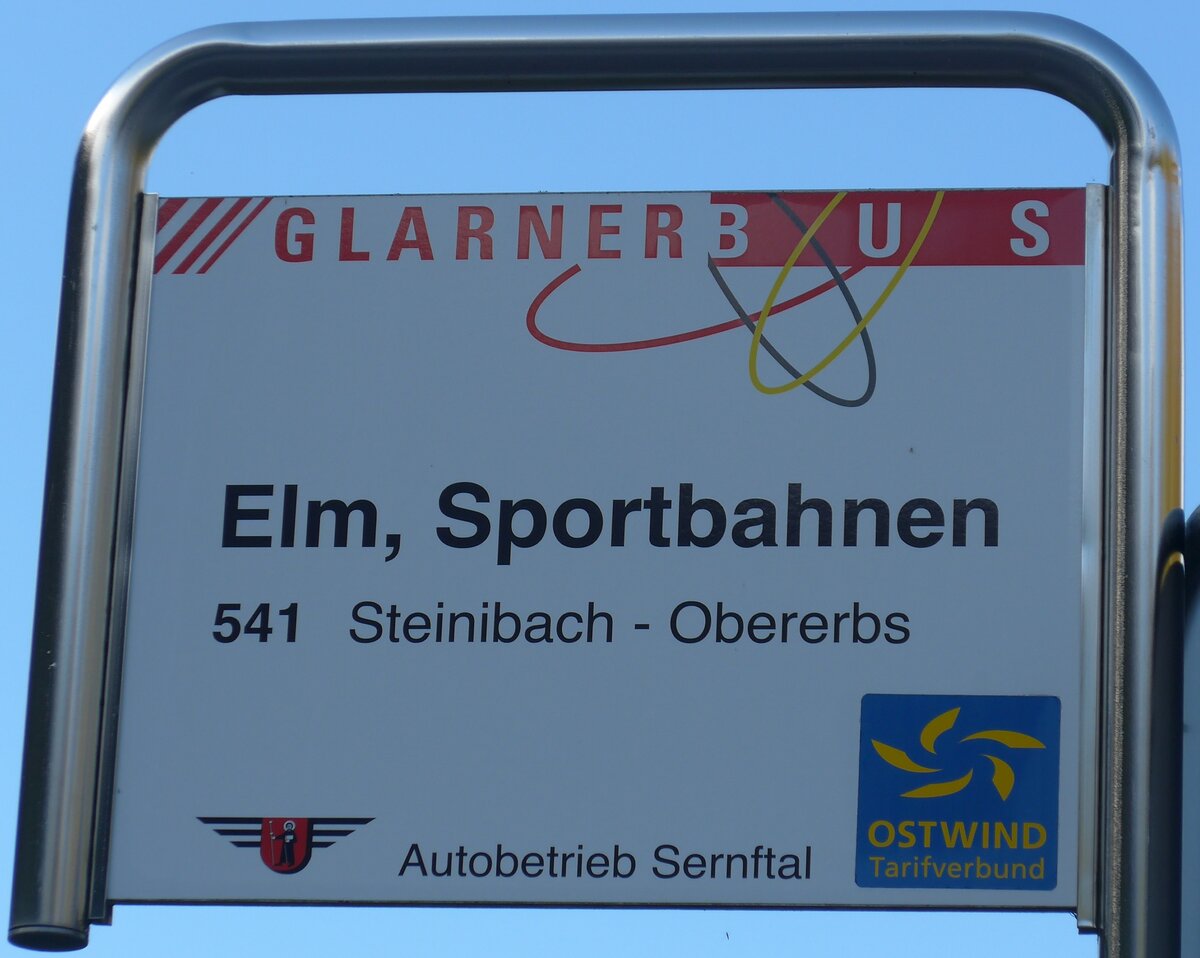 GLARNERBUS
Elm, Sportbahnen
541 Steinibach - Obererbs
OSTWIND
Tarifverbund
Autobetrieb Sernftal